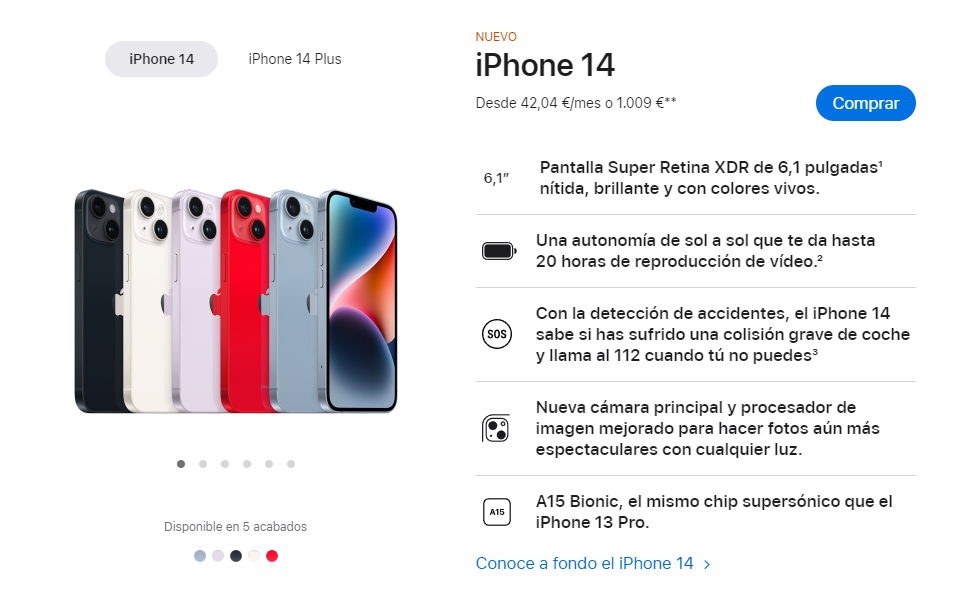 iPhone 14
iPhone 14 Plus
NUEVO
iPhone 14
Desde 42,04 €/mes o 1.009 €**
Comprar
6,1”
Pantalla Super Retina XDR de 6,1 pulgadas¹
nítida, brillante y con colores vivos.
Una autonomía de sol a sol que te da hasta
20 horas de reproducción de vídeo.²
SOS
Con la detección de accidentes, el iPhone 14
sabe si has sufrido una colisión grave de coche
y llama al 112 cuando tú no puedes³
Nueva cámara principal y procesador de
imagen mejorado para hacer fotos aún más
espectaculares con cualquier luz.
A15
A15 Bionic, el mismo chip supersónico que el
iPhone 13 Pro.
Disponible en 5 acabados
Conoce a fondo el iPhone 14 >